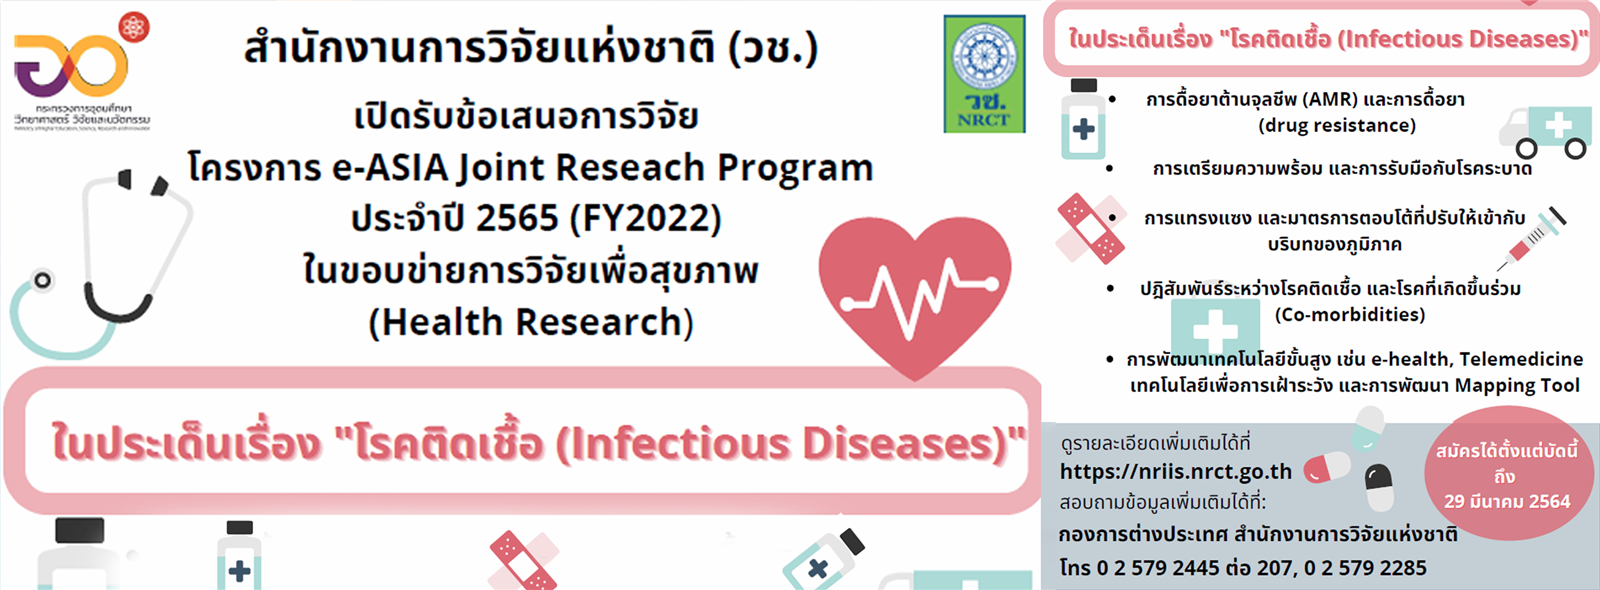 กระทรวงการอุดมศึกษา
วิทยาศาสตร์ วิจัยและนวัตกรรม
สำนักงานการวิจัยแห่งชาติ (วช.)
วช.
NRCT
เปิดรับข้อเสนอการวิจัย
โครงการ e-ASIA Joint Reseach Program
ประจำปี 2565 (FY2022)
ในขอบข่ายการวิจัยเพื่อสุขภาพ
(Health Research)
ในประเด็นเรื่อง "โรคติดเชื้อ (Infectious Diseases)"
ในประเด็นเรื่อง "โรคติดเชื้อ (Infectious Diseases)"
• การดื้อยาต้านจุลชีพ (AMR) และการดื้อยา
(drug resistance)
• การเตรียมความพร้อม และการรับมือกับโรคระบาด
• การแทรงแซง และมาตรการตอบโต้ที่ปรับให้เข้ากับ
บริบทของภูมิภาค
• ปฎิสัมพันธ์ระหว่างโรคติดเชื้อ และโรคที่เกิดขึ้นร่วม
(Co-morbidities)
• การพัฒนาเทคโนโลยีขั้นสูง เช่น e-health, Telemedicine
เทคโนโลยีเพื่อการเฝ้าระวัง และการพัฒนา Mapping Tool
ดูรายละเอียดเพิ่มเติมได้ที่
https://nriis.nrct.go.th
สอบถามข้อมูลเพิ่มเติมได้ที่:
กองการต่างประเทศ สำนักงานการวิจัยแห่งชาติ
โทร 0 2 579 2445 ต่อ 207, 0 2 579 2285
สมัครได้ตั้งแต่บัดนี้
ถึง
29 มีนาคม 2564